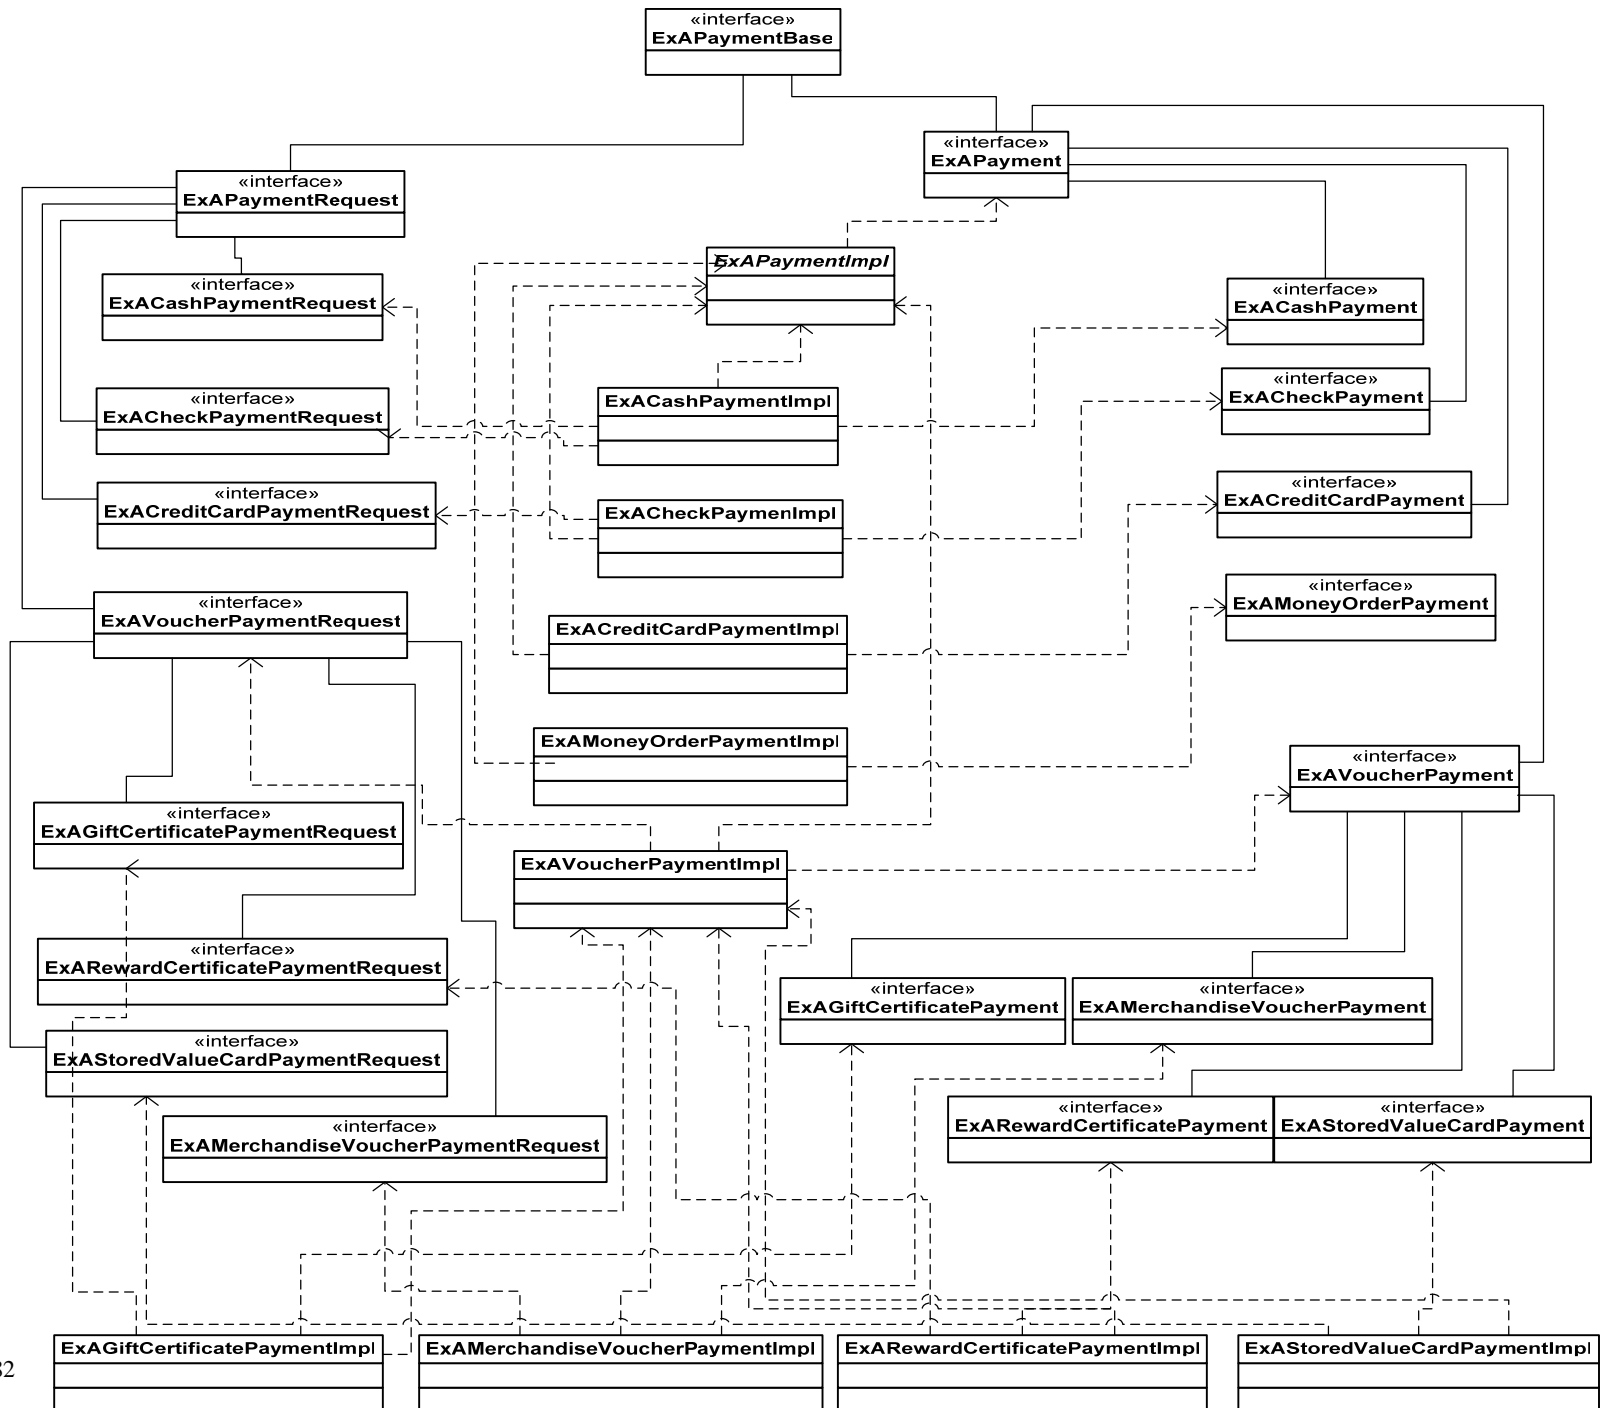 «interface»
ExAPaymentBase
«interface»
ExAPayment
«interface»
ExAPaymentRequest
ExAPaymentImpl
«interface»
ExACashPaymentRequest
«interface»
ExACashPayment
«interface»
ExACheckPaymentRequest
ExACashPaymentImpl
«interface»
ExACheckPayment
«interface»
ExACreditCardPaymentRequest
ExACheckPaymenImpl
«interface»
ExACreditCardPayment
«interface»
ExAVoucherPaymentRequest
ExACreditCardPaymentImpl
«interface»
ExAMoneyOrderPayment
ExAMoneyOrderPaymentImpl
«interface»
ExAVoucherPayment
«interface»
ExAGiftCertificatePaymentRequest
ExAVoucherPaymentImpl
«interface»
ExARewardCertificatePaymentRequest
«interface»
ExAGiftCertificatePayment
«interface»
ExAMerchandiseVoucherPayment
«interface»
ExAStoredValueCardPaymentRequest
«interface»
ExAMerchandiseVoucherPaymentRequest
«interface»
ExARewardCertificatePayment
«interface»
ExAStoredValueCardPayment
ExAGiftCertificatePaymentImpl
ExAMerchandiseVoucherPaymentImpl
ExARewardCertificatePaymentImpl
ExAStoredValueCardPaymentImpl